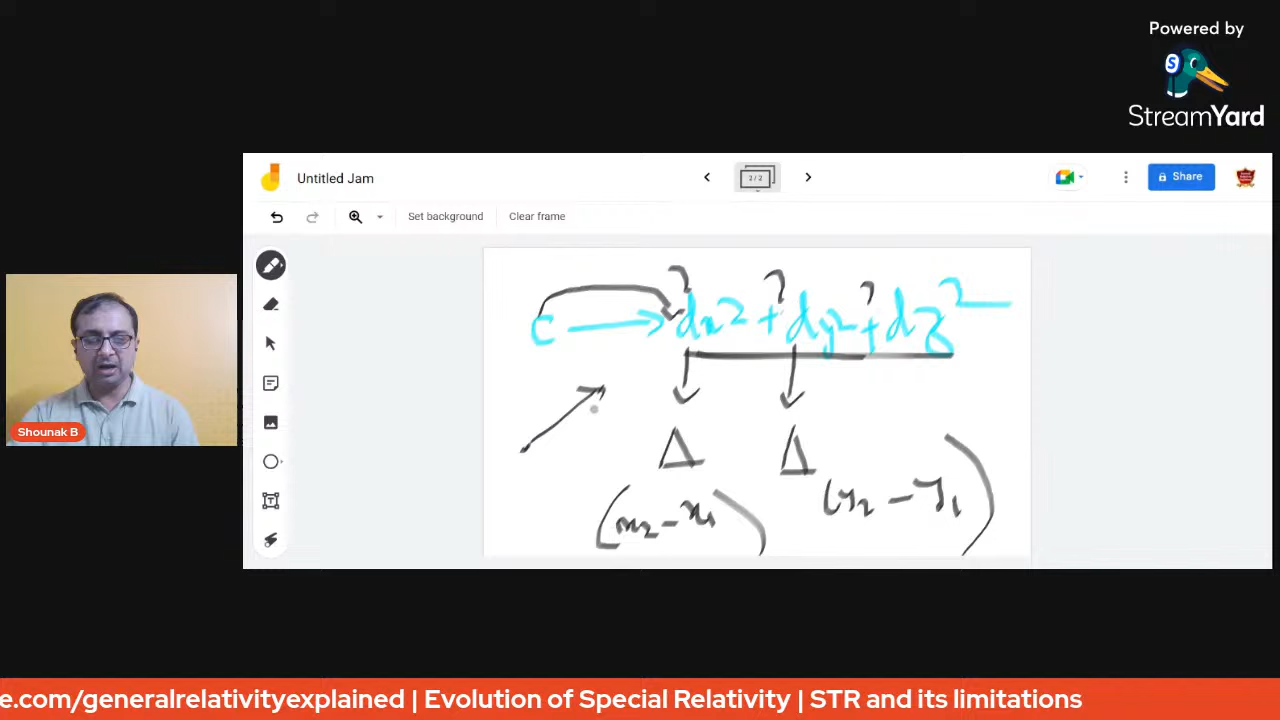 Powered by
StreamYard
Untitled Jam
2 / 2
Share
Set background
Clear frame
? ? ?
c → dx2 + dy2 + dz2
Δ Δ
(x2 - x1) (y2 - y1)
Shounak B
e.com/generalrelativityexplained | Evolution of Special Relativity | STR and its limitations